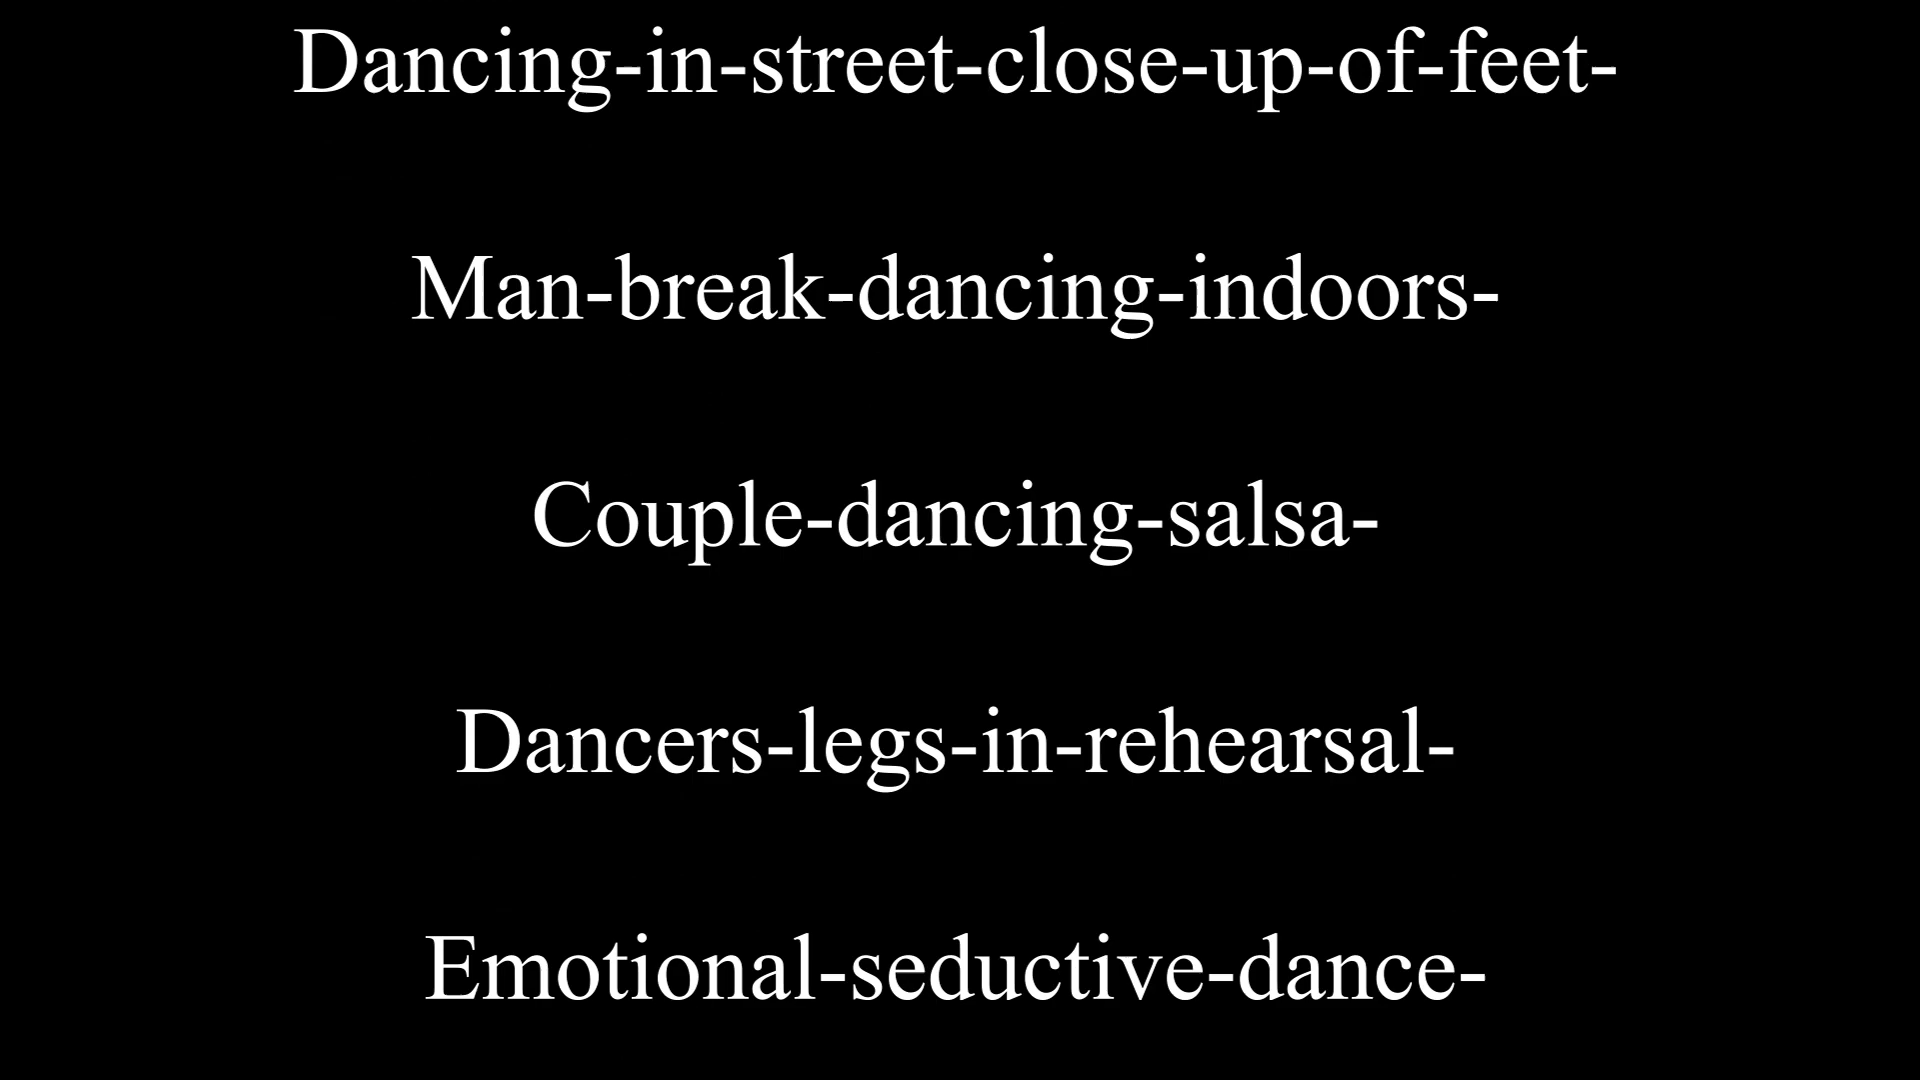 Dancing-in-street-close-up-of-feet-
Man-break-dancing-indoors-
Couple-dancing-salsa-
Dancers-legs-in-rehearsal-
Emotional-seductive-dance-